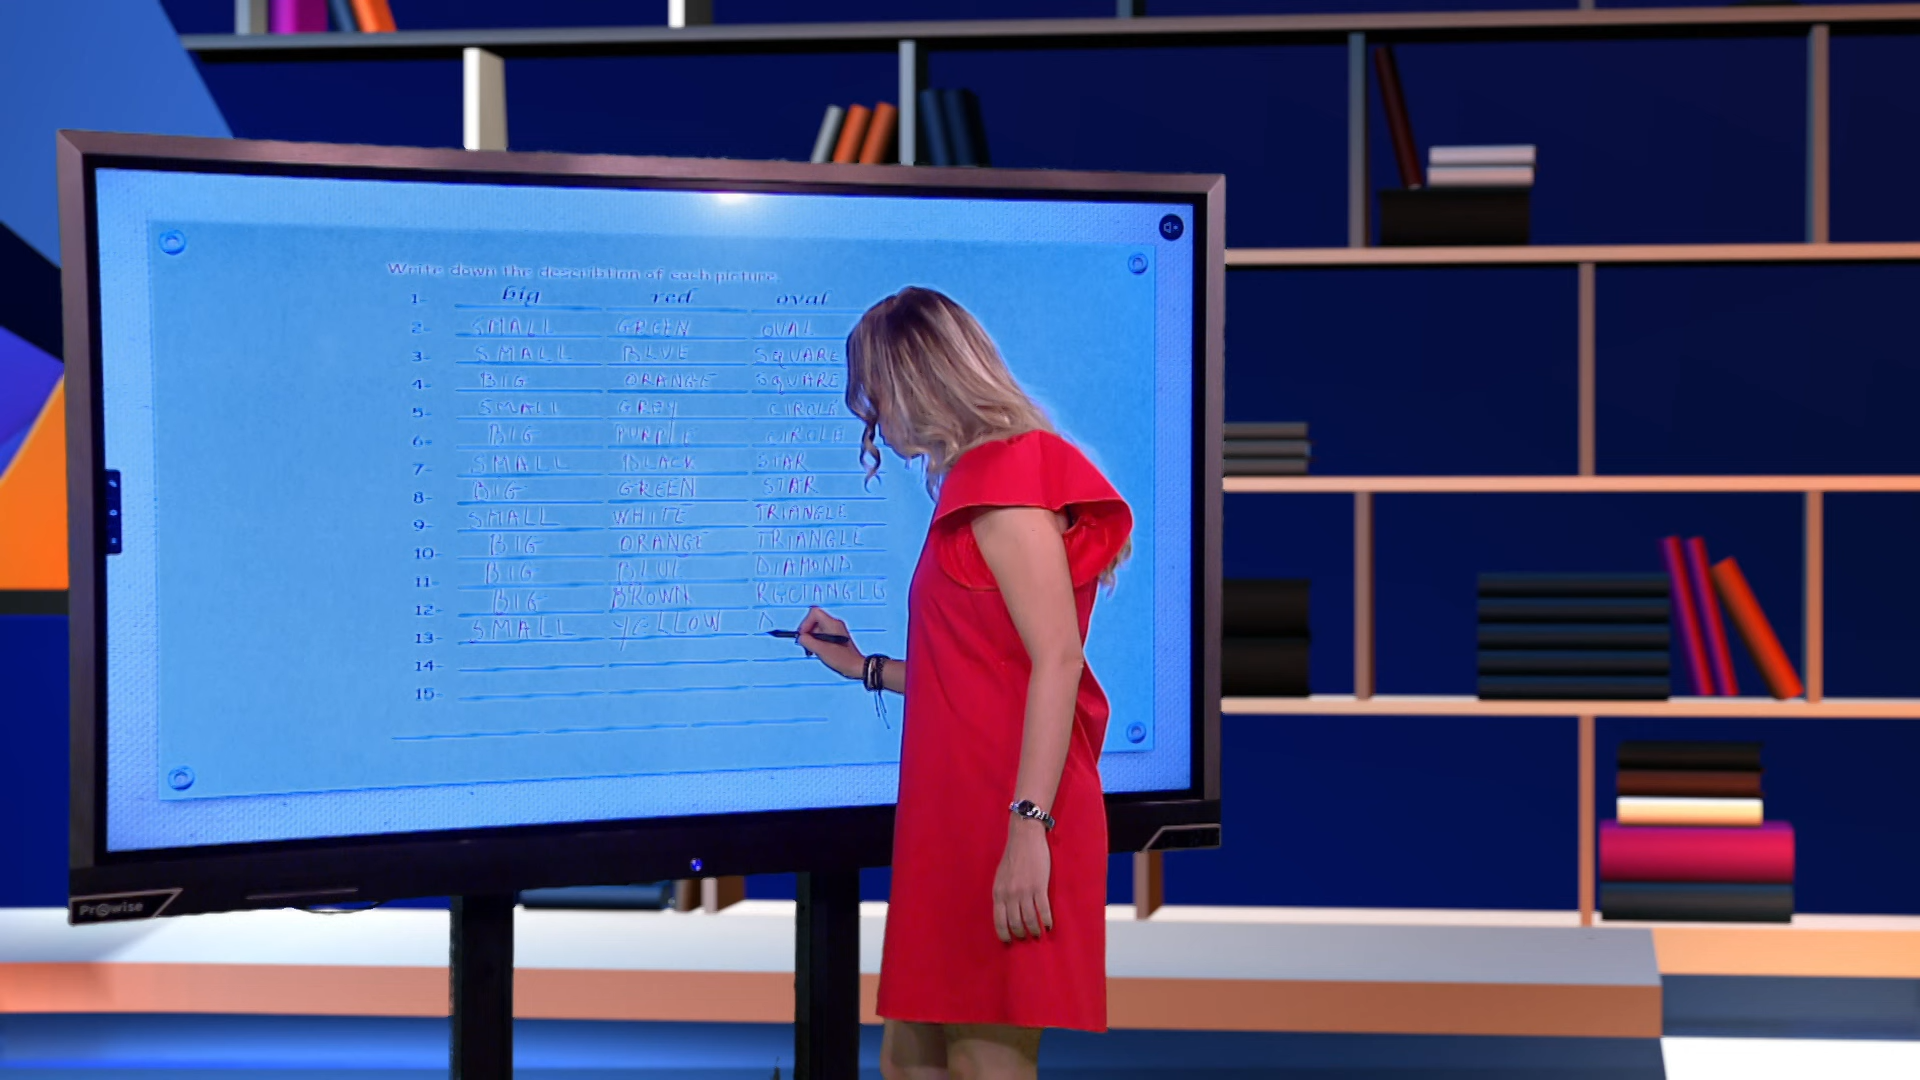 Write down the describtion of each picture.
1- big red oval
2- SMALL GREEN OVAL
3- SMALL BLUE SQUARE
4- BIG ORANGE SQUARE
5- SMALL GREY CIRCLE
6- BIG PURPLE CIRCLE
7- SMALL BLACK STAR
8- BIG GREEN STAR
9- SMALL WHITE TRIANGLE
10- BIG ORANGE TRIANGLE
11- BIG BLUE DIAMOND
12- BIG BROWN RECTANGLE
13- SMALL YELLOW D
14-
15-
Prowise